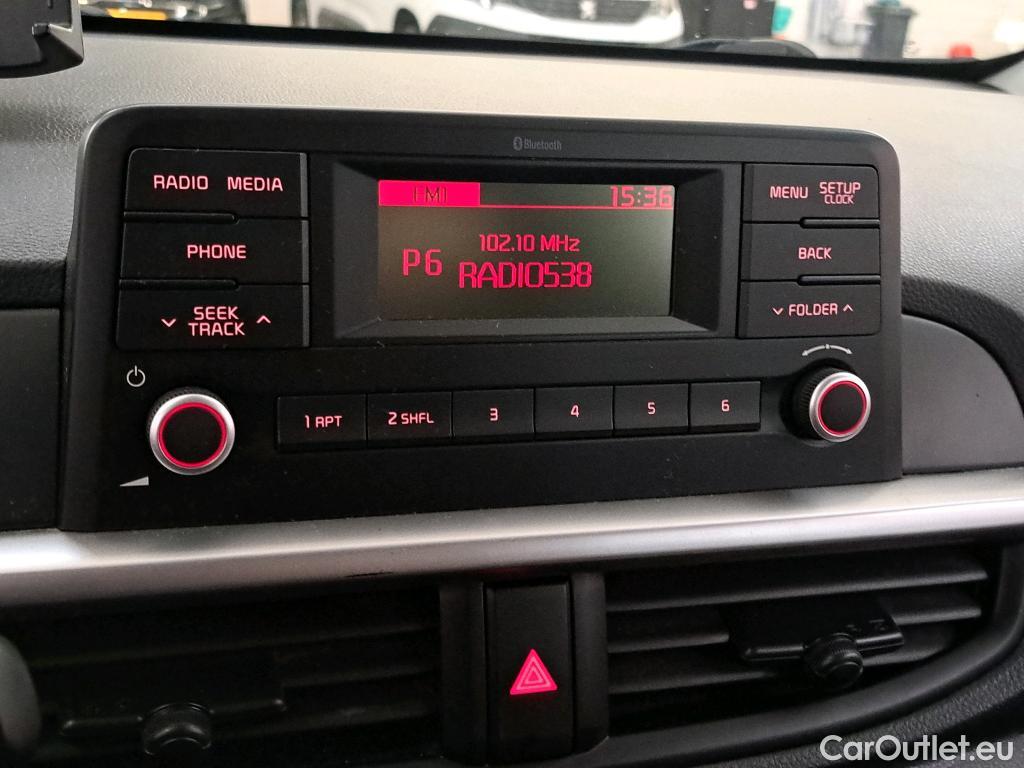 Bluetooth
RADIO MEDIA
PHONE
SEEK
TRACK
FM1 15:36
102.10 MHz
P6 RADIO538
MENU SETUP
CLOCK
BACK
FOLDER
1 RPT 2 SHFL 3 4 5 6
CarOutlet.eu